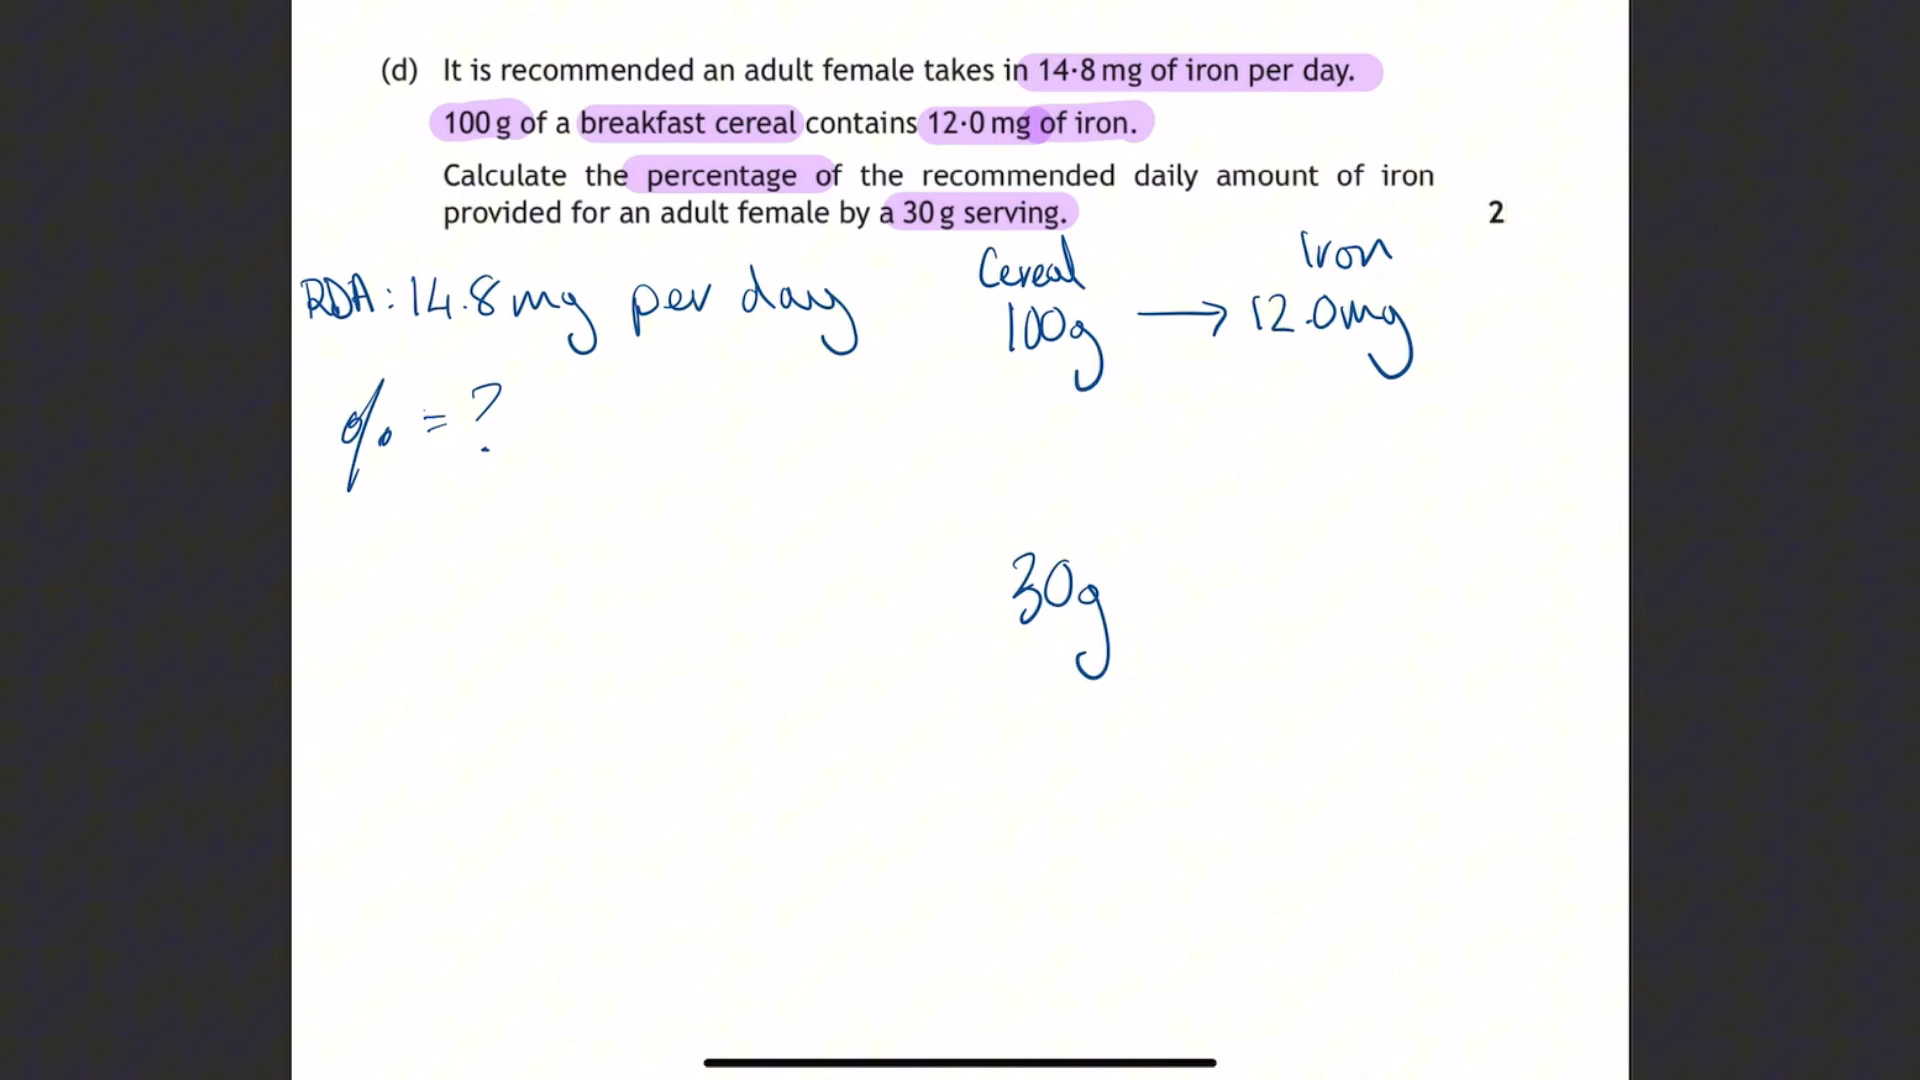 (d) It is recommended an adult female takes in 14·8 mg of iron per day.
100 g of a breakfast cereal contains 12·0 mg of iron.
Calculate the percentage of the recommended daily amount of iron
provided for an adult female by a 30 g serving. 2
Cereal Iron
RDA: 14.8mg per day 100g → 12.0mg
% = ?
30g